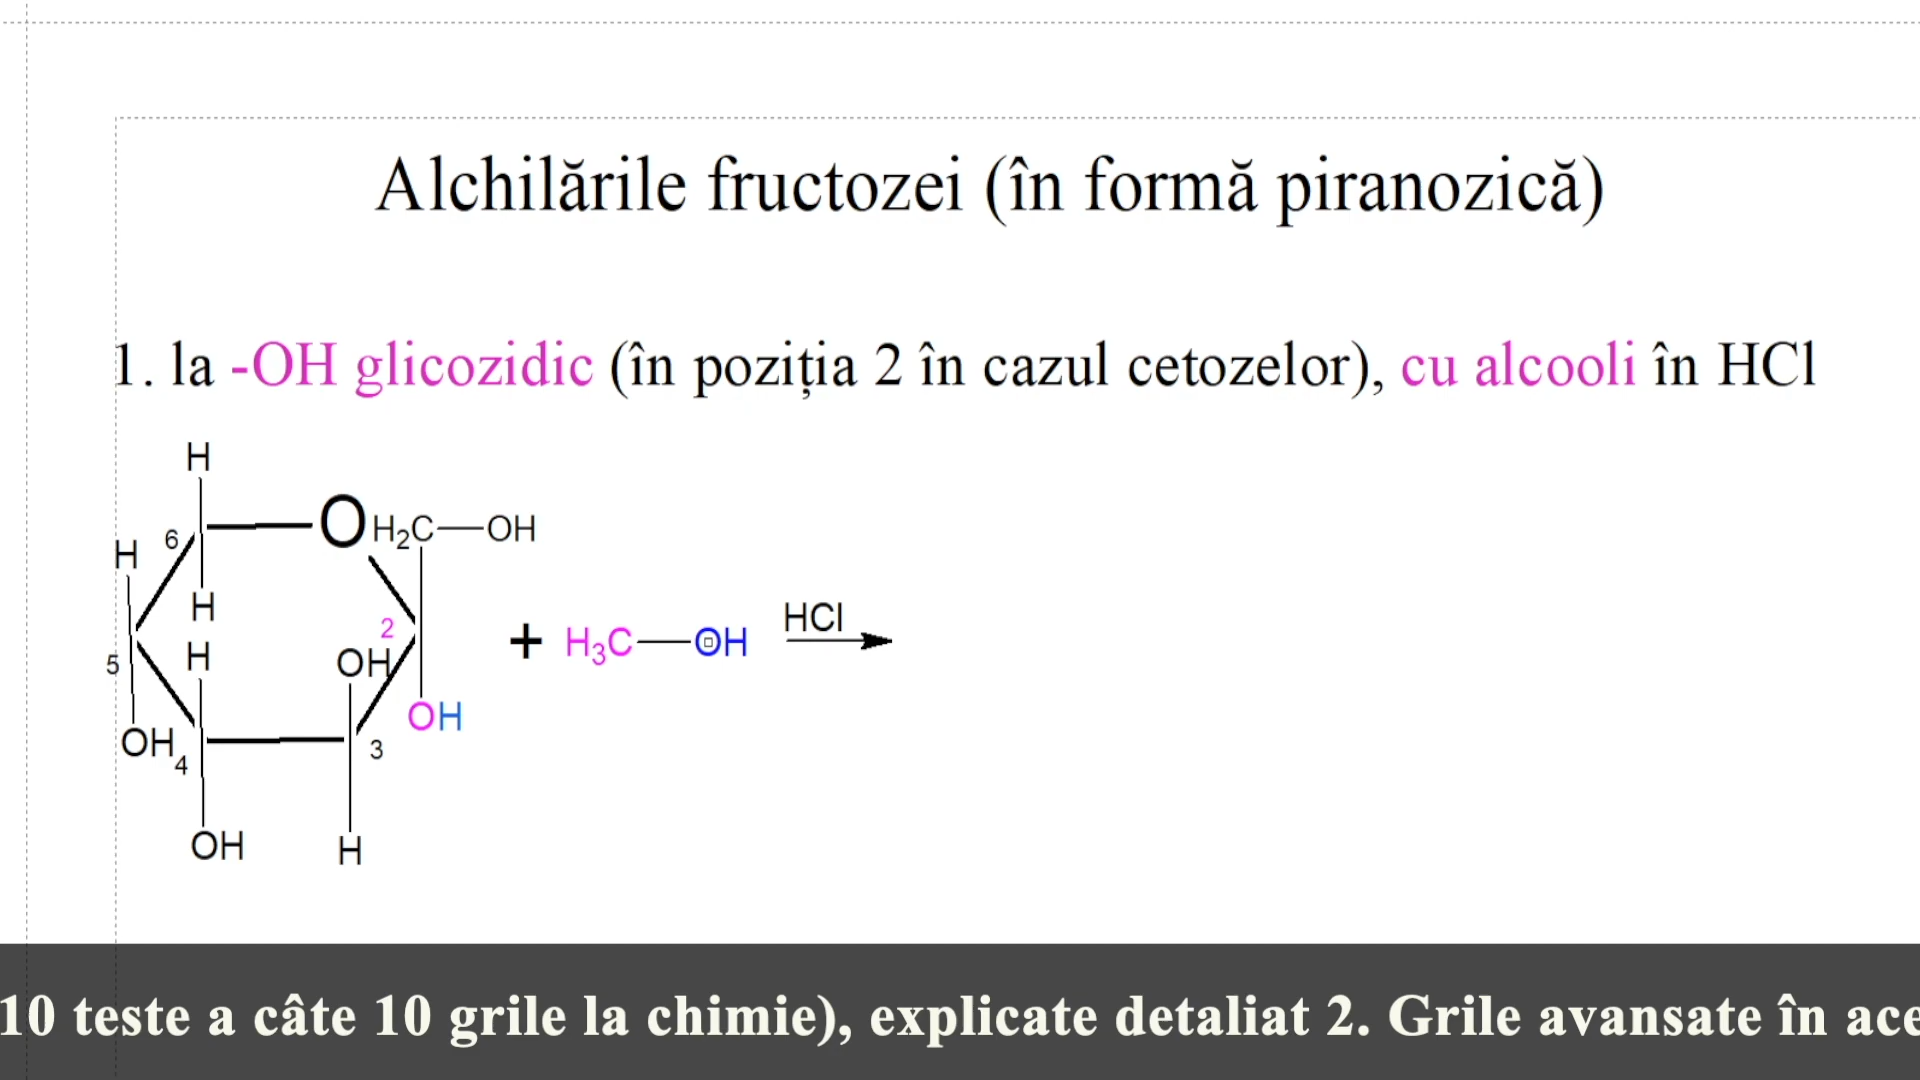 Alchilările fructozei (în formă piranozică)
1. la -OH glicozidic (în poziția 2 în cazul cetozelor), cu alcooli în HCl
H
6 O H₂C—OH
H
H
2
5 H OH + H₃C—OH HCl
OH
OH 4 3
OH H
10 teste a câte 10 grile la chimie), explicate detaliat 2. Grile avansate în ace